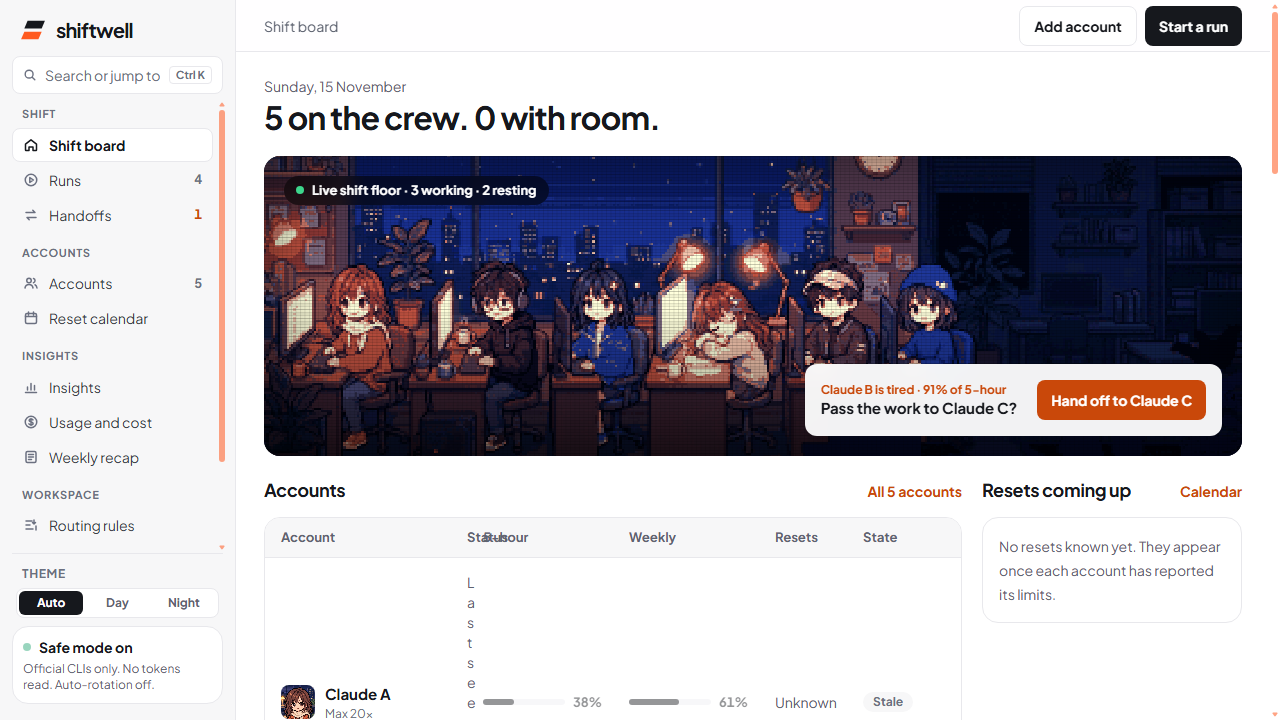 shiftwell
Search or jump to
Ctrl K
SHIFT
Shift board
Runs
4
Handoffs
1
ACCOUNTS
Accounts
5
Reset calendar
INSIGHTS
Insights
Usage and cost
Weekly recap
WORKSPACE
Routing rules
THEME
Auto
Day
Night
Safe mode on
Official CLIs only. No tokens
read. Auto-rotation off.
Shift board
Add account
Start a run
Sunday, 15 November
5 on the crew. 0 with room.
Live shift floor · 3 working · 2 resting
Claude B is tired · 91% of 5-hour
Pass the work to Claude C?
Hand off to Claude C
Accounts
All 5 accounts
Account
Status
5-hour
Weekly
Resets
State
L
a
s
t
s
e
e
Claude A
Max 20×
38%
61%
Unknown
Stale
Resets coming up
Calendar
No resets known yet. They appear
once each account has reported
its limits.